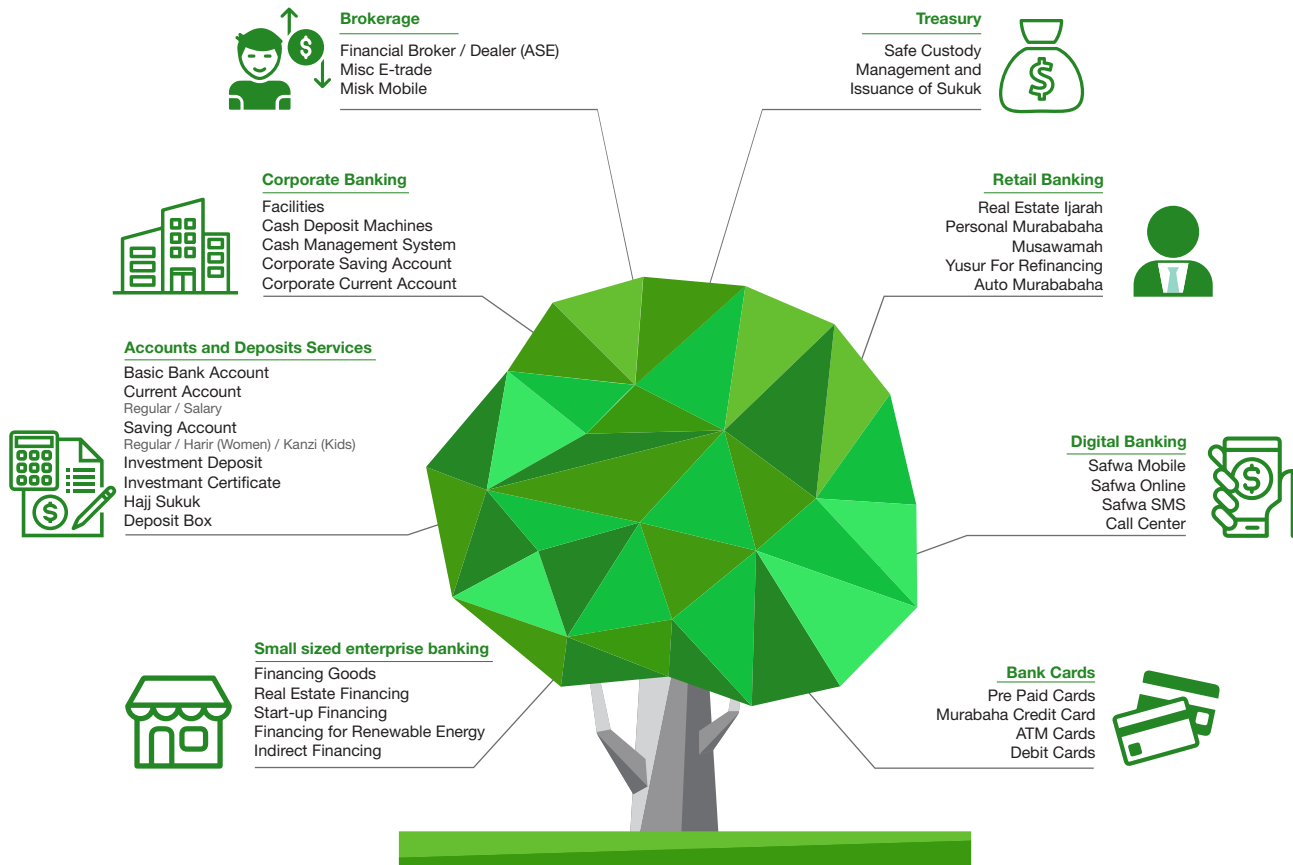 Brokerage
Financial Broker / Dealer (ASE)
Misc E-trade
Misk Mobile
Treasury
Safe Custody
Management and
Issuance of Sukuk
Corporate Banking
Facilities
Cash Deposit Machines
Cash Management System
Corporate Saving Account
Corporate Current Account
Retail Banking
Real Estate Ijarah
Personal Murababaha
Musawamah
Yusur For Refinancing
Auto Murababaha
Accounts and Deposits Services
Basic Bank Account
Current Account
Regular / Salary
Saving Account
Regular / Harir (Women) / Kanzi (Kids)
Investment Deposit
Investmant Certificate
Hajj Sukuk
Deposit Box
Digital Banking
Safwa Mobile
Safwa Online
Safwa SMS
Call Center
Small sized enterprise banking
Financing Goods
Real Estate Financing
Start-up Financing
Financing for Renewable Energy
Indirect Financing
Bank Cards
Pre Paid Cards
Murabaha Credit Card
ATM Cards
Debit Cards